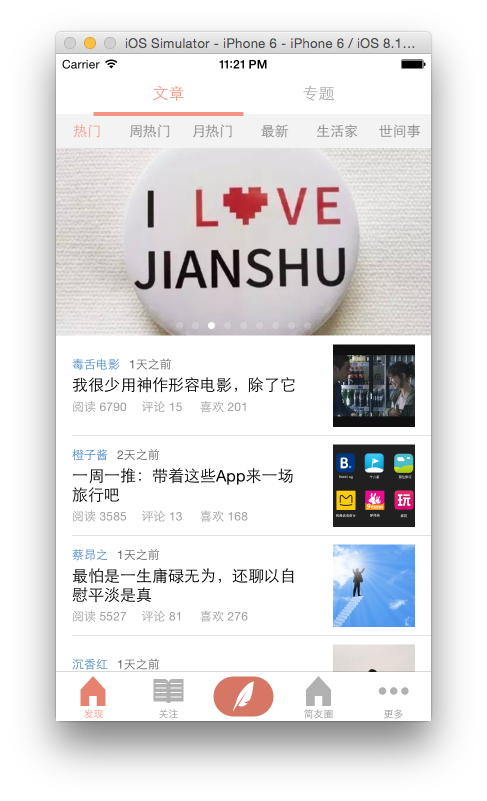 iOS Simulator - iPhone 6 - iPhone 6 / iOS 8.1...
Carrier 11:21 PM
文章 专题
热门 周热门 月热门 最新 生活家 世间事
I L VE
JIANSHU
毒舌电影 1天之前
我很少用神作形容电影，除了它
阅读 6790 评论 15 喜欢 201
橙子酱 2天之前
一周一推：带着这些App来一场
旅行吧
阅读 3585 评论 13 喜欢 168
B.
玩
蔡昂之 1天之前
最怕是一生庸碌无为，还聊以自
慰平淡是真
阅读 5527 评论 81 喜欢 276
沉香红 1天之前
发现 关注 简友圈 更多